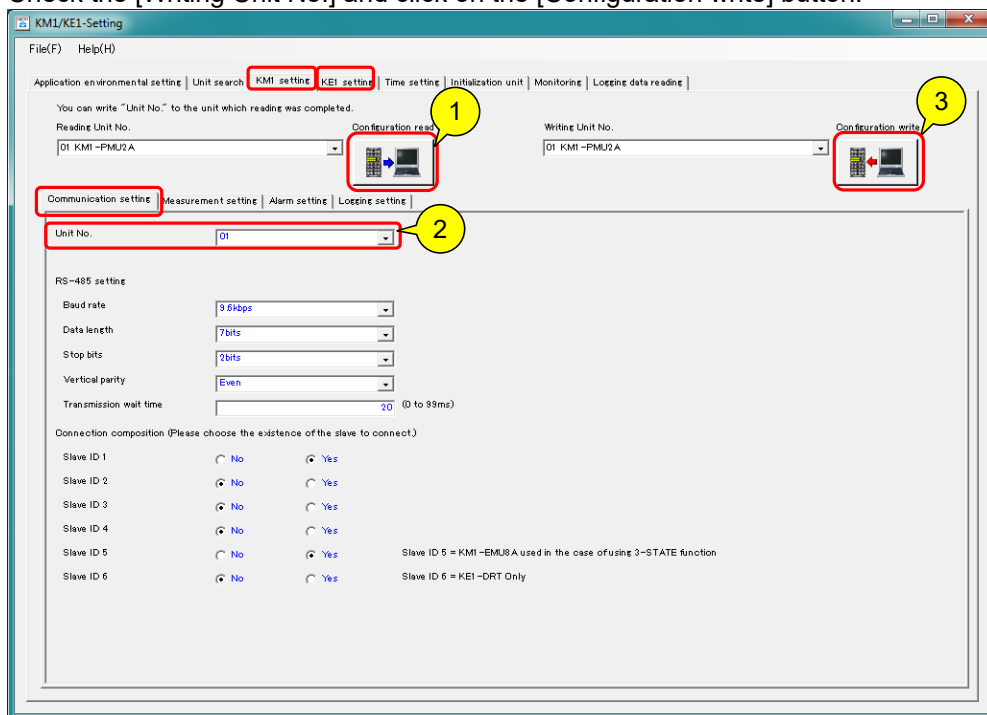 Check the [Writing Unit No.] and click on the [Configuration write] button.
KM1/KE1-Setting
File(F) Help(H)
Application environmental setting Unit search KM1 setting KE1 setting Time setting Initialization unit Monitoring Logging data reading
You can write "Unit No." to the unit which reading was completed.
1
3
Reading Unit No. Configuration read Writing Unit No. Configuration write
01 KM1-PMU2A 01 KM1-PMU2A
Communication setting Measurement setting Alarm setting Logging setting
Unit No. 01 2
RS-485 setting
Baud rate 9.6kbps
Data length 7bits
Stop bits 2bits
Vertical parity Even
Transmission wait time 20 (0 to 99ms)
Connection composition (Please choose the existence of the slave to connect.)
Slave ID 1 No Yes
Slave ID 2 No Yes
Slave ID 3 No Yes
Slave ID 4 No Yes
Slave ID 5 No Yes Slave ID 5 = KM1-EMU8A used in the case of using 3-STATE function
Slave ID 6 No Yes Slave ID 6 = KE1-DRT Only